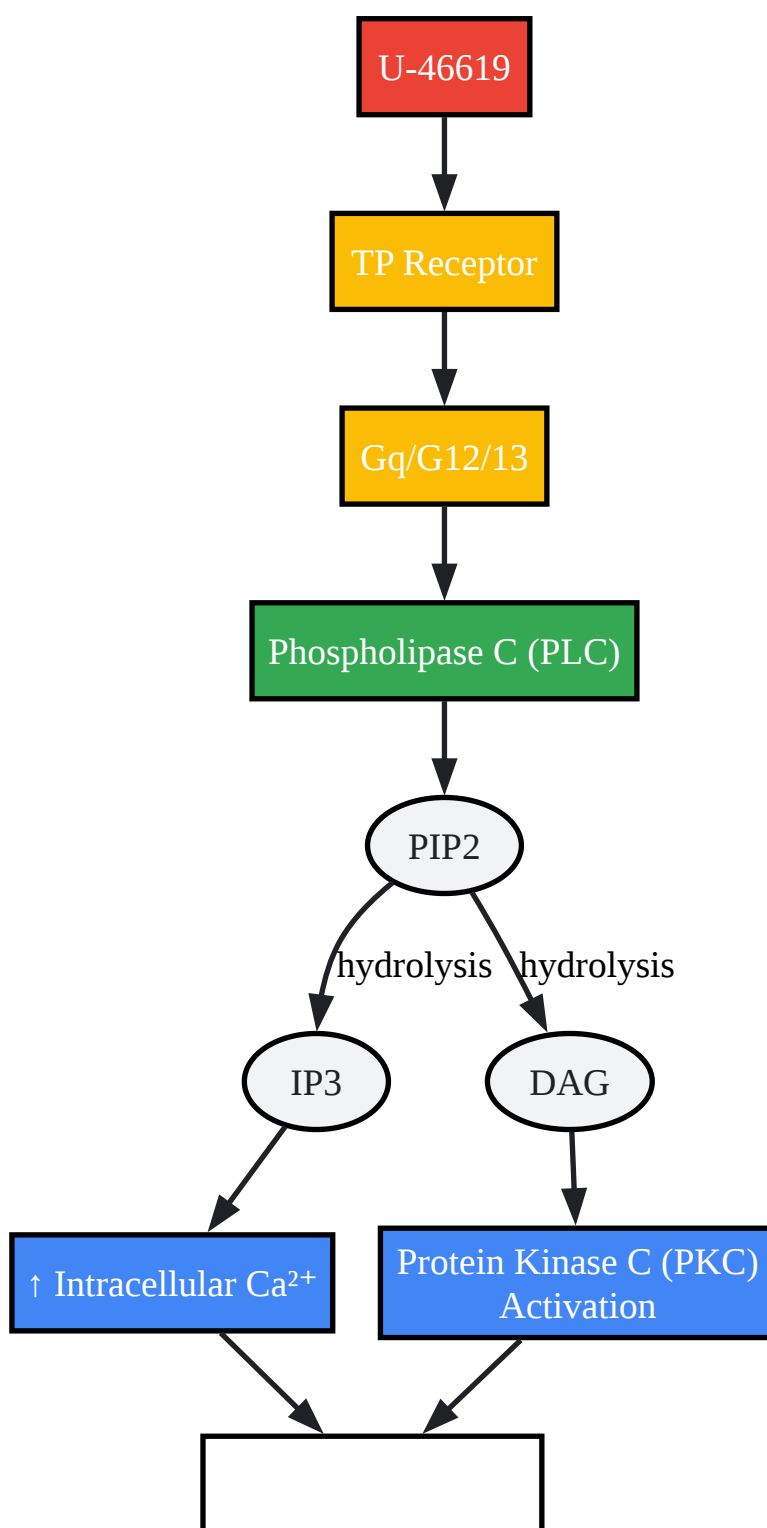 U-46619
TP Receptor
Gq/G12/13
Phospholipase C (PLC)
PIP2
hydrolysis
hydrolysis
IP3
DAG
↑ Intracellular Ca²⁺
Protein Kinase C (PKC)
Activation